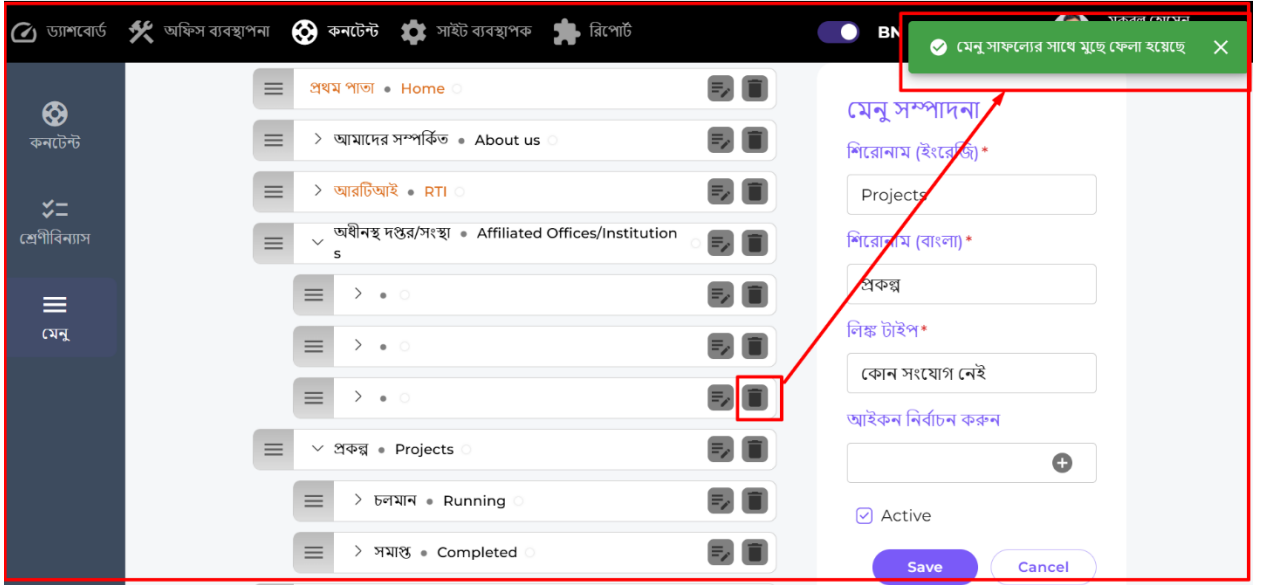 ড্যাশবোর্ড অফিস ব্যবস্থাপনা কনটেন্ট সাইট ব্যবস্থাপক রিপোর্ট BN
মেনু সাফল্যের সাথে মুছে ফেলা হয়েছে
কনটেন্ট
শ্রেণীবিন্যাস
মেনু
প্রথম পাতা • Home
আমাদের সম্পর্কিত • About us
আরটিআই • RTI
অধীনস্থ দপ্তর/সংস্থা • Affiliated Offices/Institution
s
প্রকল্প • Projects
চলমান • Running
সমাপ্ত • Completed
মেনু সম্পাদনা
শিরোনাম (ইংরেজি) *
Projects
শিরোনাম (বাংলা) *
প্রকল্প
লিঙ্ক টাইপ *
কোন সংযোগ নেই
আইকন নির্বাচন করুন
Active
Save Cancel